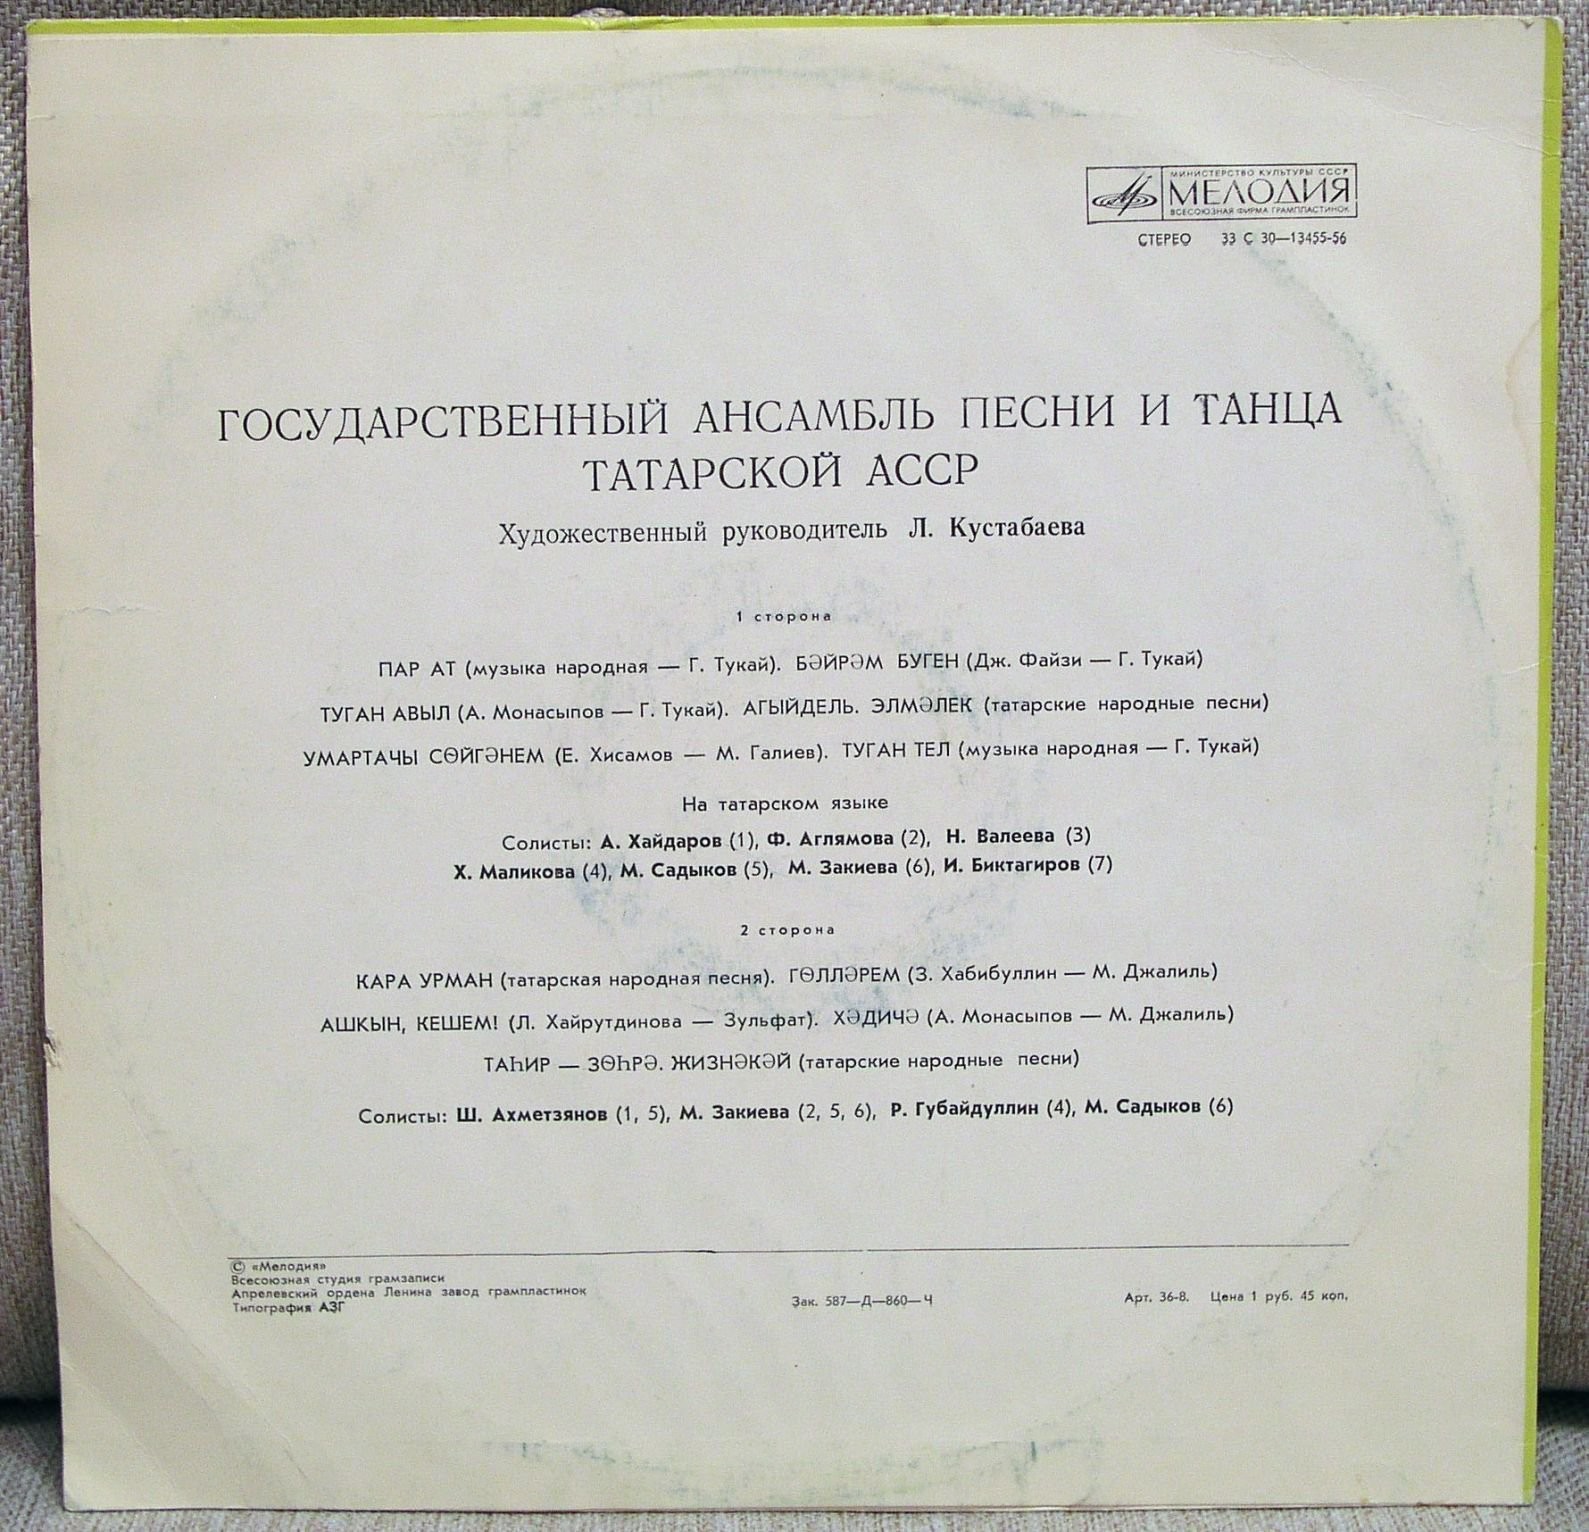 МИНИСТЕРСТВО КУЛЬТУРЫ СССР
МЕЛОДИЯ
ВСЕСОЮЗНАЯ ФИРМА ГРАМПЛАСТИНОК
СТЕРЕО 33 С 30—13455-56
ГОСУДАРСТВЕННЫЙ АНСАМБЛЬ ПЕСНИ И ТАНЦА
ТАТАРСКОЙ АССР
Художественный руководитель Л. Кустабаева
1 сторона
ПАР АТ (музыка народная — Г. Тукай). БӘЙРӘМ БУГЕН (Дж. Файзи — Г. Тукай)
ТУГАН АВЫЛ (А. Монасыпов — Г. Тукай). АГЫЙДЕЛЬ. ЭЛМӘЛЕК (татарские народные песни)
УМАРТАЧЫ СӨЙГӘНЕМ (Е. Хисамов — М. Галиев). ТУГАН ТЕЛ (музыка народная — Г. Тукай)
На татарском языке
Солисты: А. Хайдаров (1), Ф. Аглямова (2), Н. Валеева (3)
Х. Маликова (4), М. Садыков (5), М. Закиева (6), И. Биктагиров (7)
2 сторона
КАРА УРМАН (татарская народная песня). ГӨЛЛӘРЕМ (З. Хабибуллин — М. Джалиль)
АШКЫН, КЕШЕМ! (Л. Хайрутдинова — Зульфат). ХӘДИЧӘ (А. Монасыпов — М. Джалиль)
ТАҺИР — ЗӨҺРӘ. ЖИЗНӘКӘЙ (татарские народные песни)
Солисты: Ш. Ахметзянов (1, 5), М. Закиева (2, 5, 6), Р. Губайдуллин (4), М. Садыков (6)
© «Мелодия»
Всесоюзная студия грамзаписи
Апрелевский ордена Ленина завод грампластинок
Типография АЗГ
Зак. 587—Д—860—Ч
Арт. 36-8. Цена 1 руб. 45 коп.